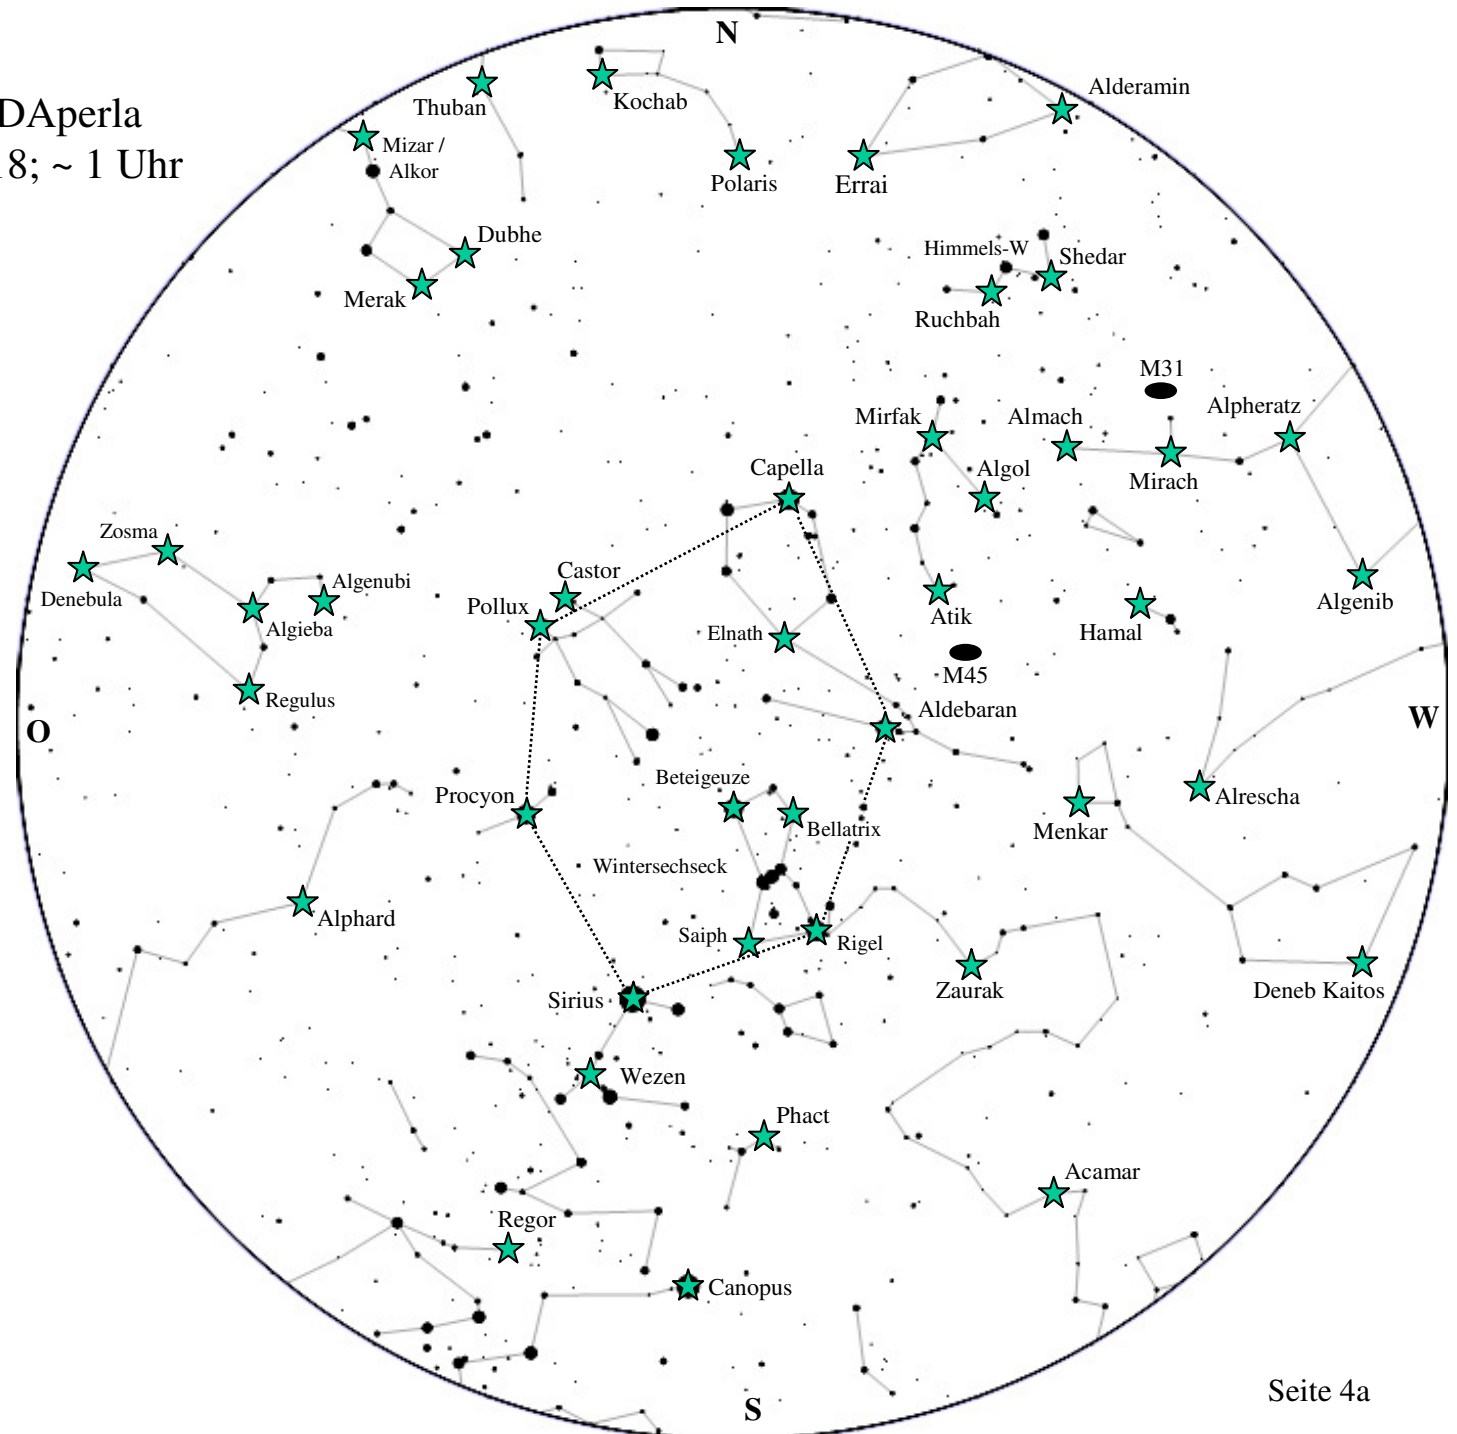 N
DAperla
8; ~ 1 Uhr
Thuban
Kochab
Alderamin
Mizar /
Alkor
Polaris
Errai
Dubhe
Merak
Himmels-W
Shedar
Ruchbah
M31
Mirfak
Almach
Alpheratz
Capella
Algol
Mirach
Zosma
Castor
Algenubi
Denebula
Pollux
Algieba
Elnath
Atik
Hamal
Algenib
M45
Regulus
Aldebaran
O
W
Beteigeuze
Procyon
Bellatrix
Menkar
Alrescha
Wintersechseck
Alphard
Saiph
Rigel
Sirius
Zaurak
Deneb Kaitos
Wezen
Phact
Acamar
Regor
Canopus
S
Seite 4a